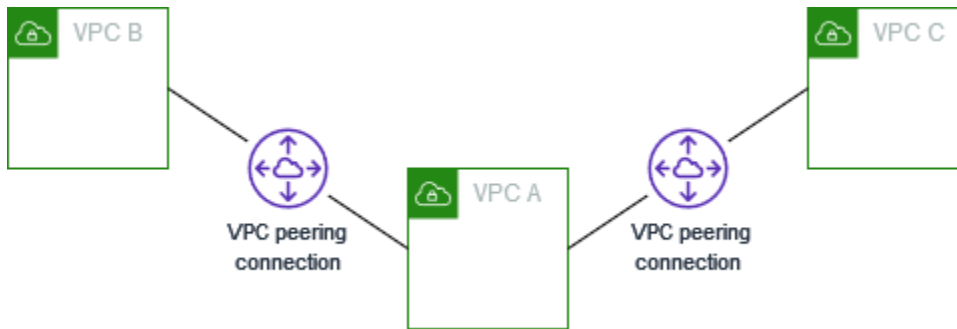 VPC B
VPC C
VPC peering
connection
VPC A
VPC peering
connection